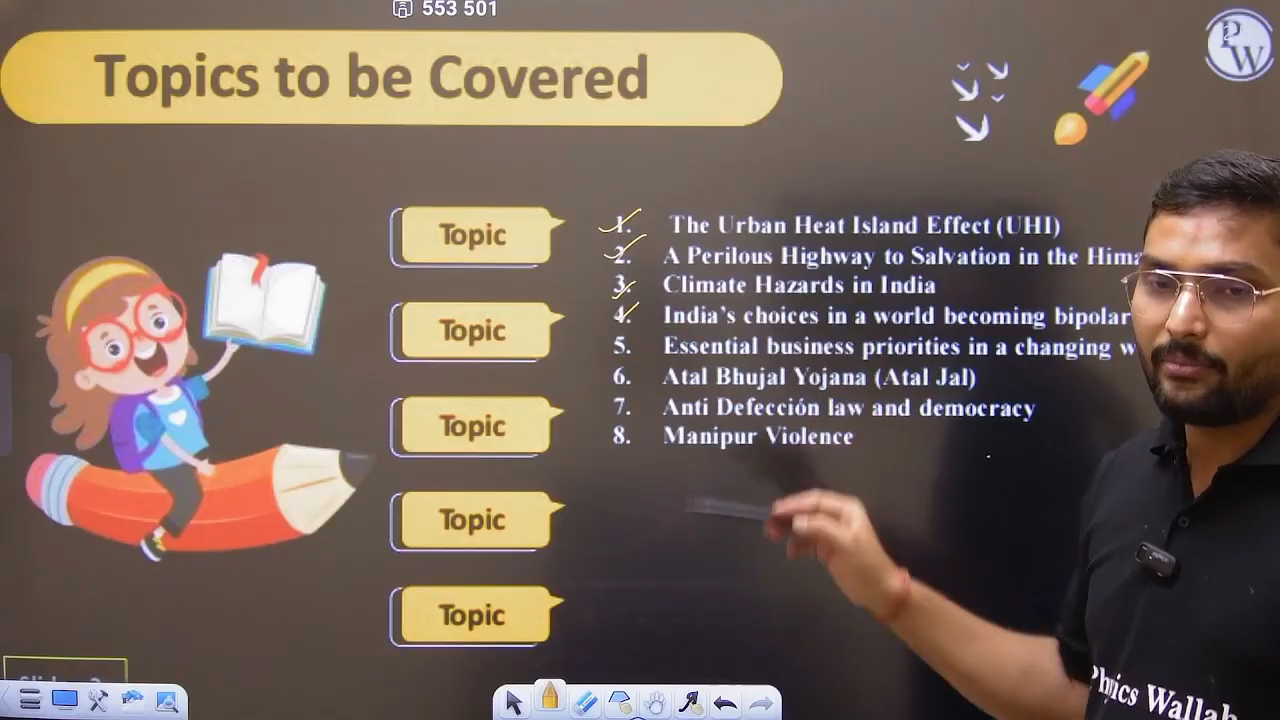 553 501
PW
Topics to be Covered
Topic
1. The Urban Heat Island Effect (UHI)
2. A Perilous Highway to Salvation in the Hima
3. Climate Hazards in India
Topic
4. India's choices in a world becoming bipolar
5. Essential business priorities in a changing w
6. Atal Bhujal Yojana (Atal Jal)
Topic
7. Anti Defección law and democracy
8. Manipur Violence
Topic
Topic
Physics Wallah